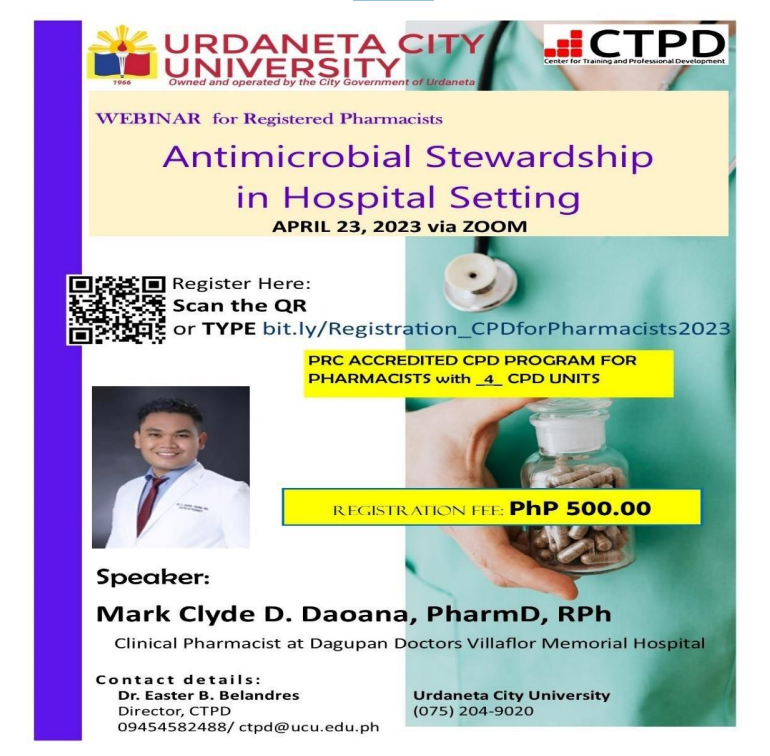 URDANETA CITY
UNIVERSITY
1966
Owned and operated by the City Government of Urdaneta
CTPD
Center for Training and Professional Development
WEBINAR for Registered Pharmacists
Antimicrobial Stewardship
in Hospital Setting
APRIL 23, 2023 via ZOOM
Register Here:
Scan the QR
or TYPE bit.ly/Registration_CPDforPharmacists2023
PRC ACCREDITED CPD PROGRAM FOR
PHARMACISTS with _4_ CPD UNITS
REGISTRATION FEE: PhP 500.00
Speaker:
Mark Clyde D. Daoana, PharmD, RPh
Clinical Pharmacist at Dagupan Doctors Villaflor Memorial Hospital
Contact details:
Dr. Easter B. Belandres
Director, CTPD
09454582488/ ctpd@ucu.edu.ph
Urdaneta City University
(075) 204-9020